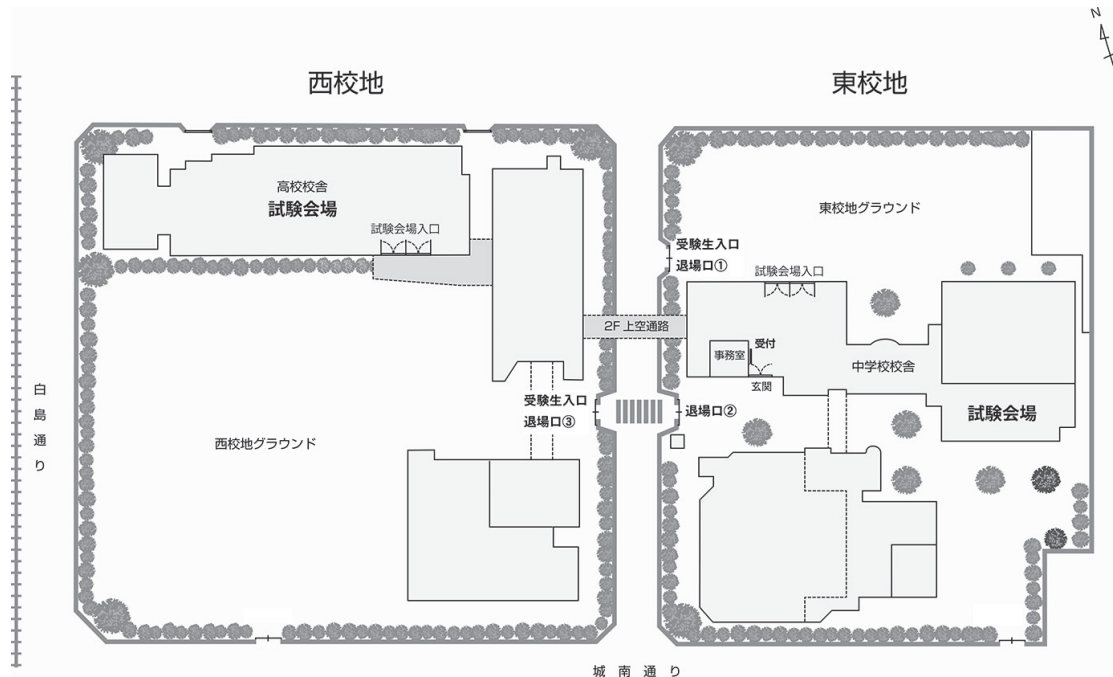 N
西校地
東校地
高校校舎
試験会場
試験会場入口
東校地グラウンド
受験生入口
退場口①
試験会場入口
2F 上空通路
事務室
受付
玄関
中学校校舎
試験会場
受験生入口
退場口③
退場口②
西校地グラウンド
白島通り
城南通り